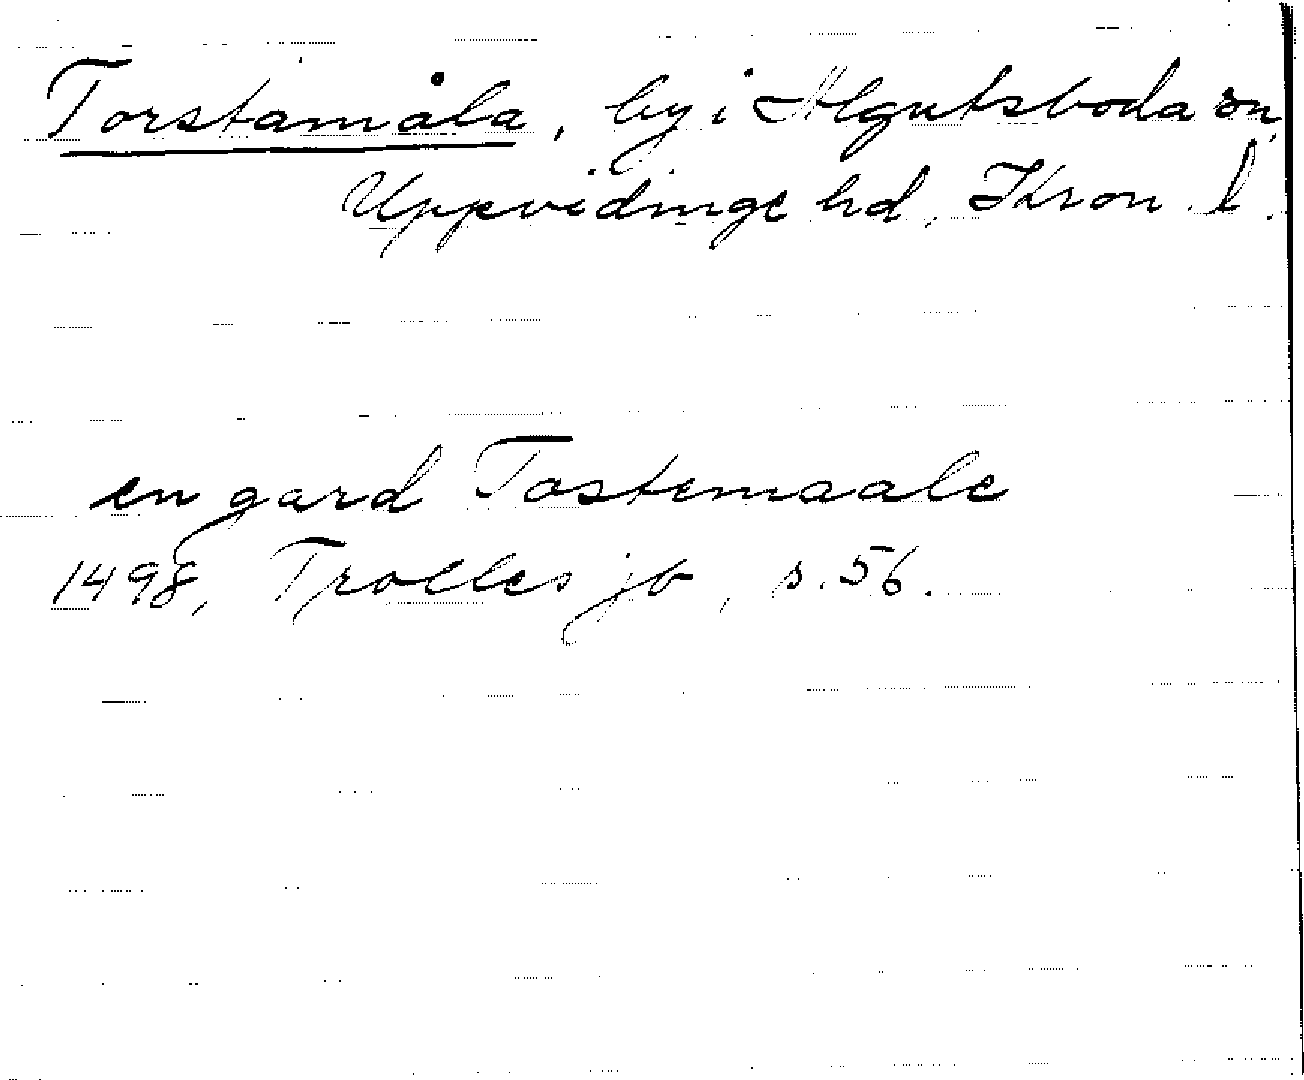 Torstamåla, by i Algutsboda sn,
Uppvidinge hd, Kron. l.
en gard Tostemaale
1498, Trolles jb, s. 56.